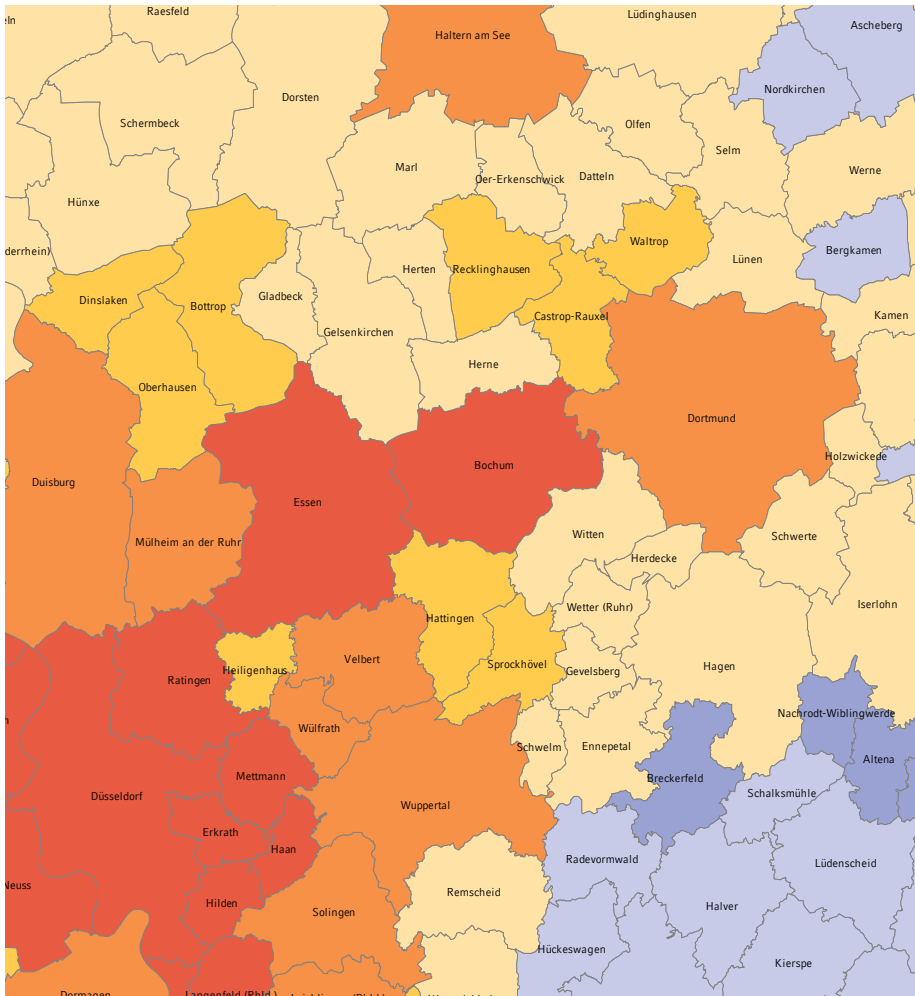 Raesfeld
Lüdinghausen
Ascheberg
Haltern am See
Nordkirchen
Dorsten
Schermbeck
Olfen
Selm
Marl
Oer-Erkenschwick
Datteln
Werne
Hünxe
Waltrop
derrhein)
Bergkamen
Lünen
Herten
Recklinghausen
Gladbeck
Dinslaken
Bottrop
Castrop-Rauxel
Kamen
Gelsenkirchen
Herne
Oberhausen
Dortmund
Holzwickede
Bochum
Duisburg
Essen
Witten
Schwerte
Mülheim an der Ruhr
Herdecke
Iserlohn
Wetter (Ruhr)
Hattingen
Velbert
Sprockhövel
Hagen
Heiligenhaus
Gevelsberg
Ratingen
Nachrodt-Wiblingwerde
Wülfrath
Schwelm
Ennepetal
Altena
Mettmann
Breckerfeld
Schalksmühle
Düsseldorf
Wuppertal
Erkrath
Haan
Radevormwald
Lüdenscheid
Neuss
Remscheid
Hilden
Halver
Solingen
Hückeswagen
Kierspe
Dormagen
Langenfeld (Rhld.)